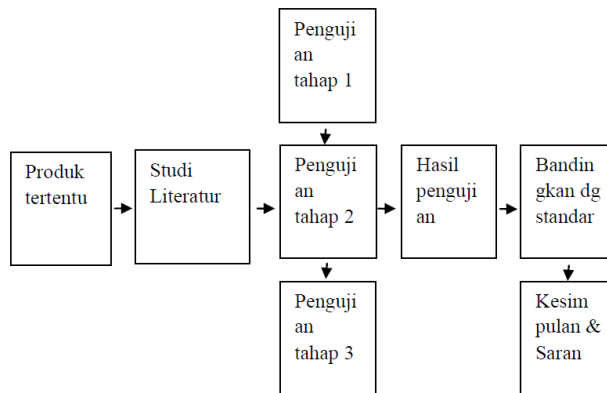 Penguji
an
tahap 1
Produk
tertentu
Studi
Literatur
Penguji
an
tahap 2
Hasil
penguji
an
Bandin
gkan dg
standar
Penguji
an
tahap 3
Kesim
pulan &
Saran